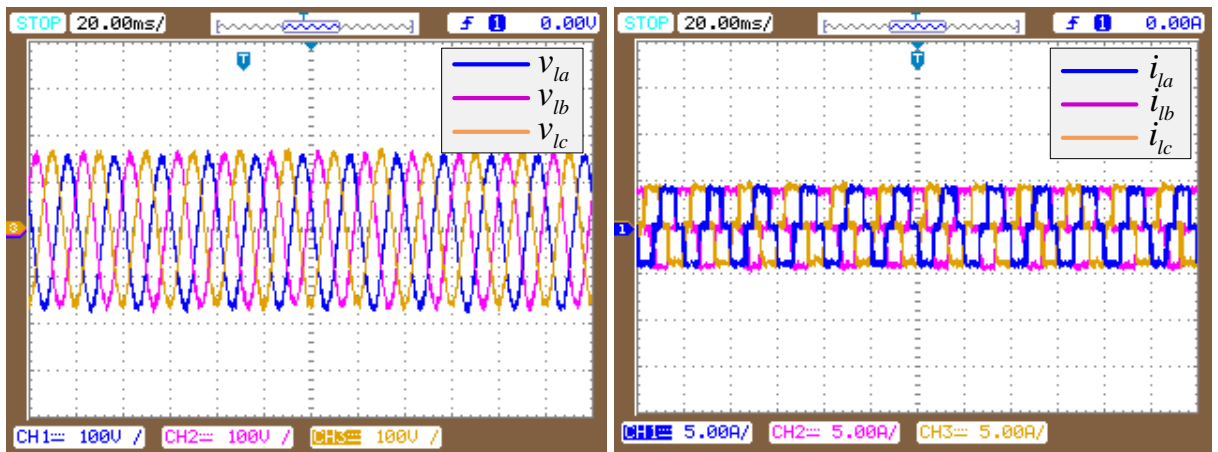 STOP 20.00ms/ T 1 0.00V
T
v_la
v_lb
v_lc
3
CH1 100V / CH2 100V / CH3 100V /
STOP 20.00ms/ T 1 0.00A
T
i_la
i_lb
i_lc
1
CH1 5.00A/ CH2 5.00A/ CH3 5.00A/